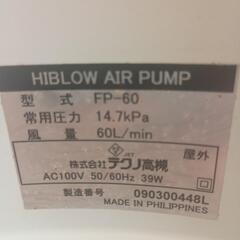 HIBLOW AIR PUMP
型式 FP-60
常用圧力 14.7kPa
風量 60L/min
JET
株式会社テクノ高槻 屋外
AC100V 50/60Hz 39W
製造番号 090300448L
MADE IN PHILIPPINES